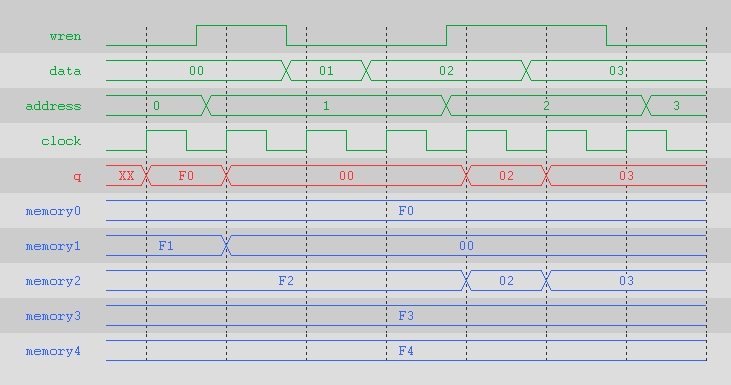 wren
data 00 01 02 03
address 0 1 2 3
clock
q XX F0 00 02 03
memory0 F0
memory1 F1 00
memory2 F2 02 03
memory3 F3
memory4 F4